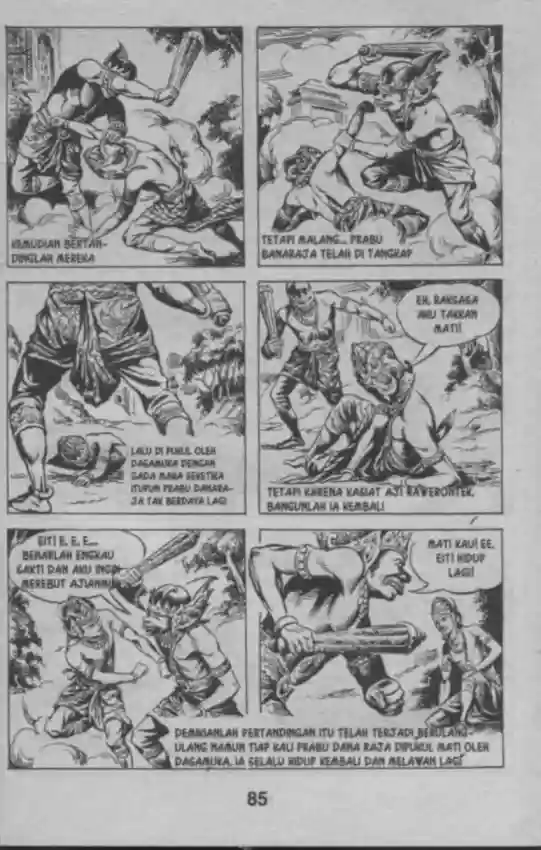 KEMUDIAN BERTAN-
DINGLAH MEREKA
TETAPI MALANG... PRABU
BANARAJA TELAH DI TANGKAP
LALU DI PUKUL OLEH
DASAMUKA DENGAN
GADA MAKA SEKETIKA
ITUPUN PRABU DANARA-
JA TAK BERDAYA LAGI
EH, RAKSASA
AKU TAKKAN
MATI!
TETAPI KARENA KASIAT AJI RAWERONTEK,
BANGUNLAH IA KEMBALI
EIT! E. E. E...
BENARLAH ENGKAU
SAKTI DAN AKU INGIN
MEREBUT AJIANMU
MATI KAU! EE,
EIT! HIDUP
LAGI!
DEMIKIANLAH PERTANDINGAN ITU TELAH TERJADI BERULANG-
ULANG NAMUN TIAP KALI PRABU DANA RAJA DIPUKUL MATI OLEH
DASAMUKA, IA SELALU HIDUP KEMBALI DAN MELAWAN LAGI
85